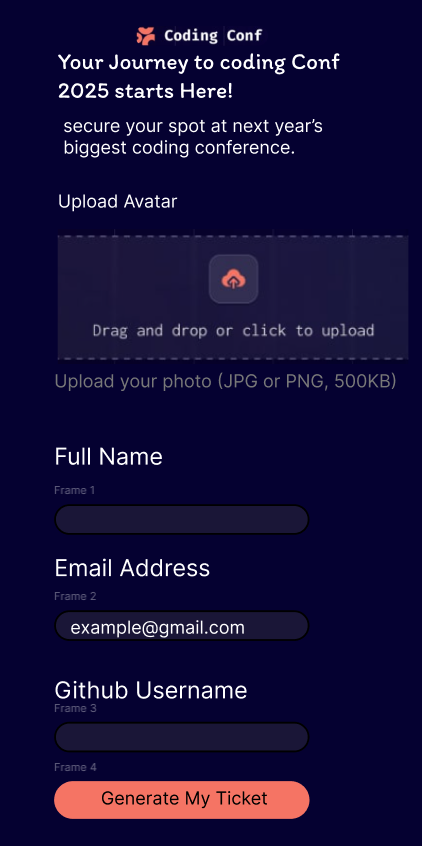 Coding Conf
Your Journey to coding Conf
2025 starts Here!
secure your spot at next year's
biggest coding conference.
Upload Avatar
Drag and drop or click to upload
Upload your photo (JPG or PNG, 500KB)
Full Name
Frame 1
Email Address
Frame 2
example@gmail.com
Github Username
Frame 3
Frame 4
Generate My Ticket